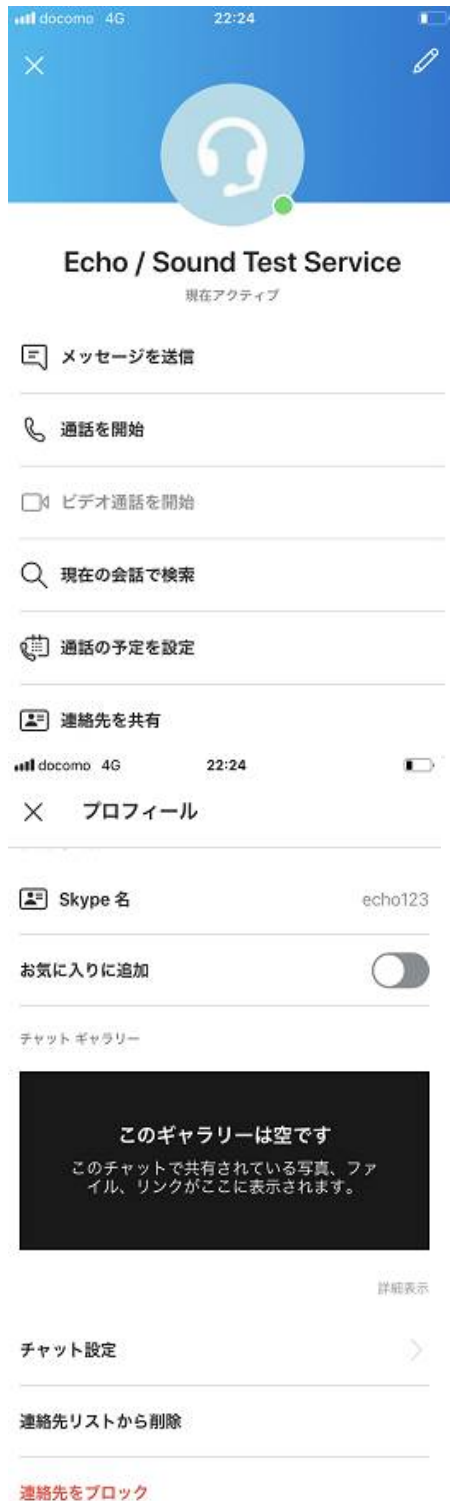 docomo 4G 22:24
Echo / Sound Test Service
現在アクティブ
メッセージを送信
通話を開始
ビデオ通話を開始
現在の会話で検索
通話の予定を設定
連絡先を共有
docomo 4G 22:24
プロフィール
Skype 名 echo123
お気に入りに追加
チャット ギャラリー
このギャラリーは空です
このチャットで共有されている写真、ファ
イル、リンクがここに表示されます。
詳細表示
チャット設定
連絡先リストから削除
連絡先をブロック